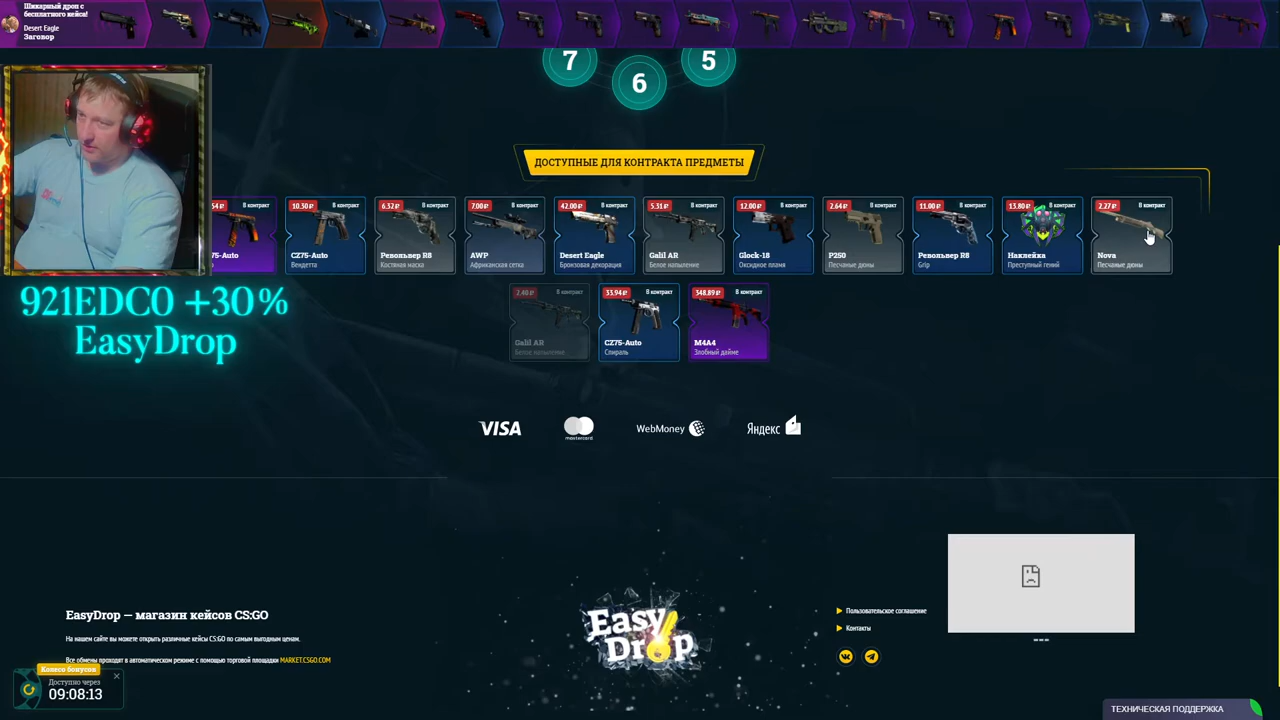 Шикарный дроп с
бесплатного кейса!
Desert Eagle
Заговор
7
6
5
ДОСТУПНЫЕ ДЛЯ КОНТРАКТА ПРЕДМЕТЫ
54₽ В контракт
75-Auto
10.30₽ В контракт
CZ75-Auto
Вендетта
6.32₽ В контракт
Револьвер R8
Костяная маска
7.00₽ В контракт
AWP
Африканская сетка
42.00₽ В контракт
Desert Eagle
Бронзовая декорация
5.31₽ В контракт
Galil AR
Белое напыление
12.00₽ В контракт
Glock-18
Оксидное пламя
2.64₽ В контракт
P250
Песчаные дюны
11.00₽ В контракт
Револьвер R8
Grip
13.80₽ В контракт
Наклейка
Преступный гений
2.27₽ В контракт
Nova
Песчаные дюны
2.40₽ В контракт
Galil AR
Белое напыление
33.94₽ В контракт
CZ75-Auto
Спираль
348.89₽ В контракт
M4A4
Злобный дайме
921EDC0 +30%
EasyDrop
VISA
mastercard
WebMoney
Яндекс
EasyDrop — магазин кейсов CS:GO
На нашем сайте вы можете открыть различные кейсы CS:GO по самым выгодным ценам.
Все обмены проходят в автоматическом режиме с помощью торговой площадки MARKET.CSGO.COM
Easy
Drop
Пользовательское соглашение
Контакты
Колесо бонусов
Доступно через
09:08:13
ТЕХНИЧЕСКАЯ ПОДДЕРЖКА